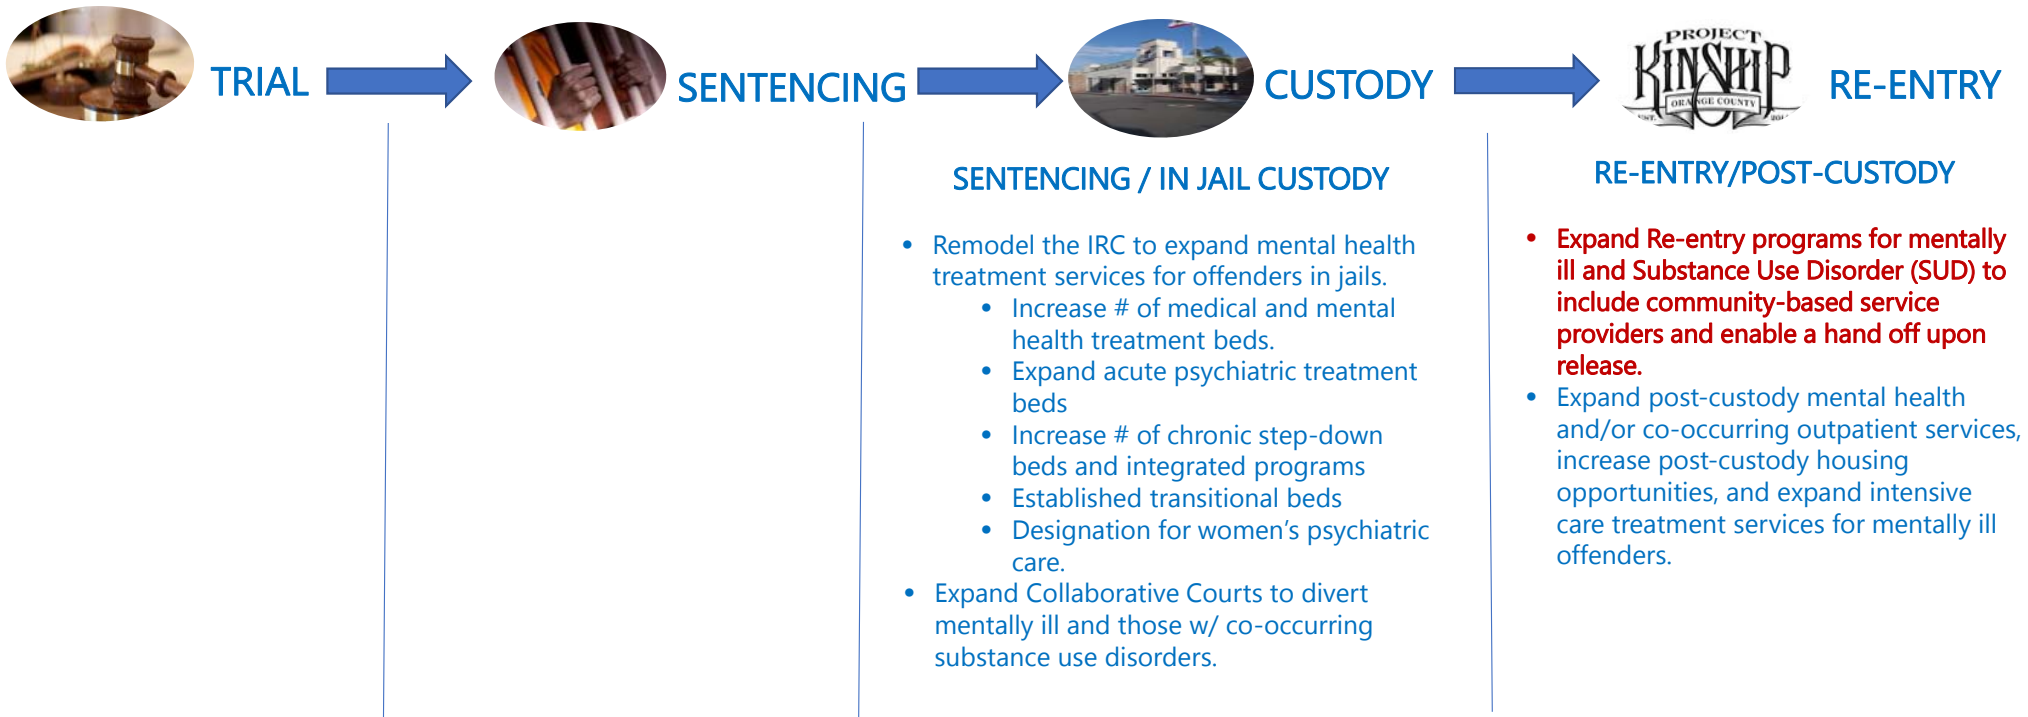 TRIAL
SENTENCING
CUSTODY
PROJECT
KINSHIP
ORANGE COUNTY
EST.
RE-ENTRY
SENTENCING / IN JAIL CUSTODY
• Remodel the IRC to expand mental health
treatment services for offenders in jails.
• Increase # of medical and mental
health treatment beds.
• Expand acute psychiatric treatment
beds
• Increase # of chronic step-down
beds and integrated programs
• Established transitional beds
• Designation for women’s psychiatric
care.
• Expand Collaborative Courts to divert
mentally ill and those w/ co-occurring
substance use disorders.
RE-ENTRY/POST-CUSTODY
• Expand Re-entry programs for mentally
ill and Substance Use Disorder (SUD) to
include community-based service
providers and enable a hand off upon
release.
• Expand post-custody mental health
and/or co-occurring outpatient services,
increase post-custody housing
opportunities, and expand intensive
care treatment services for mentally ill
offenders.